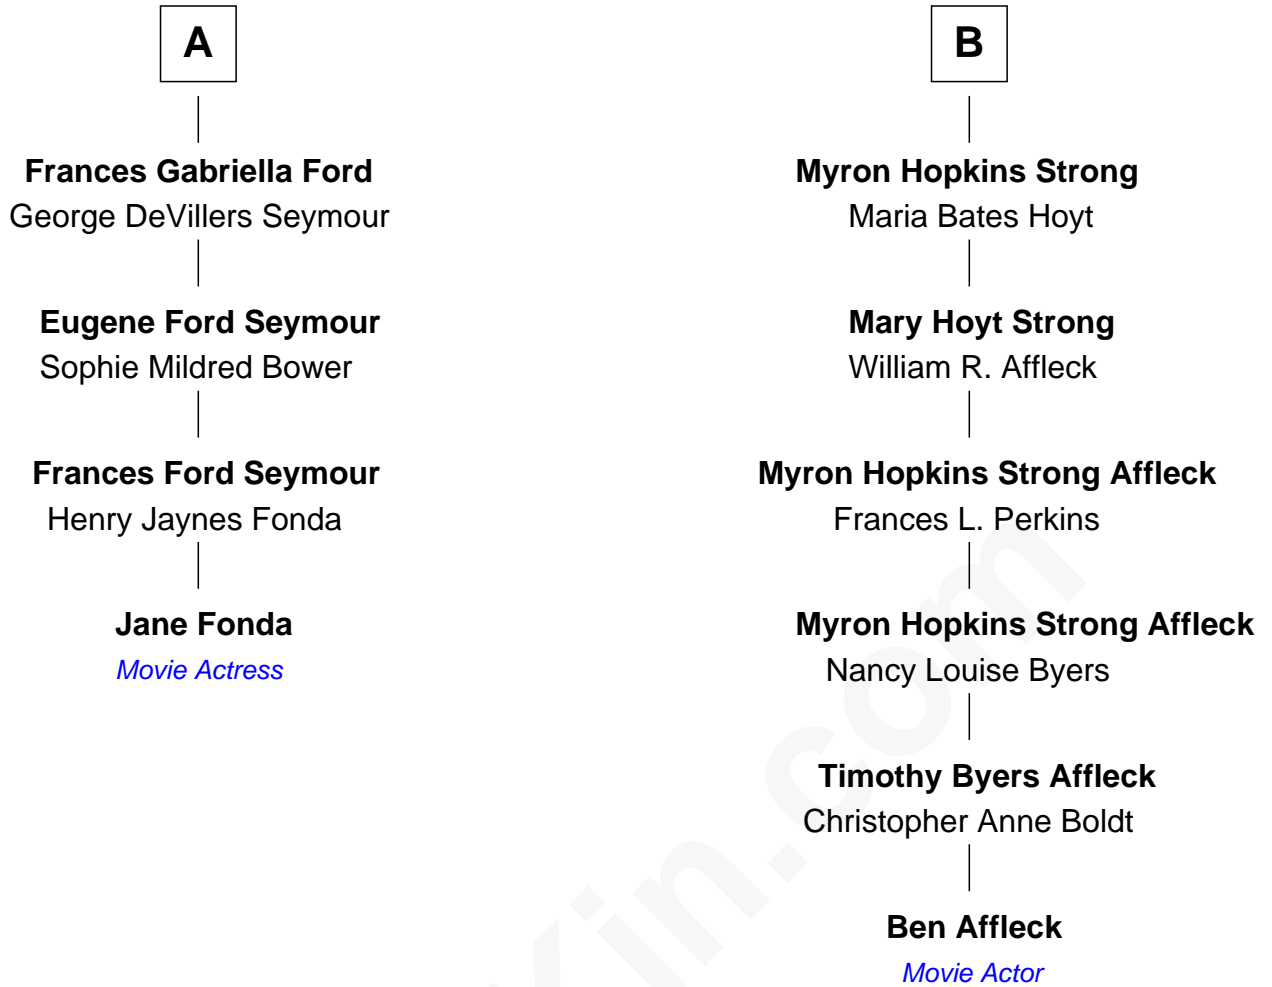 A
Frances Gabriella Ford
George DeVillers Seymour
Eugene Ford Seymour
Sophie Mildred Bower
Frances Ford Seymour
Henry Jaynes Fonda
Jane Fonda
Movie Actress
B
Myron Hopkins Strong
Maria Bates Hoyt
Mary Hoyt Strong
William R. Affleck
Myron Hopkins Strong Affleck
Frances L. Perkins
Myron Hopkins Strong Affleck
Nancy Louise Byers
Timothy Byers Affleck
Christopher Anne Boldt
Ben Affleck
Movie Actor
Kin.com